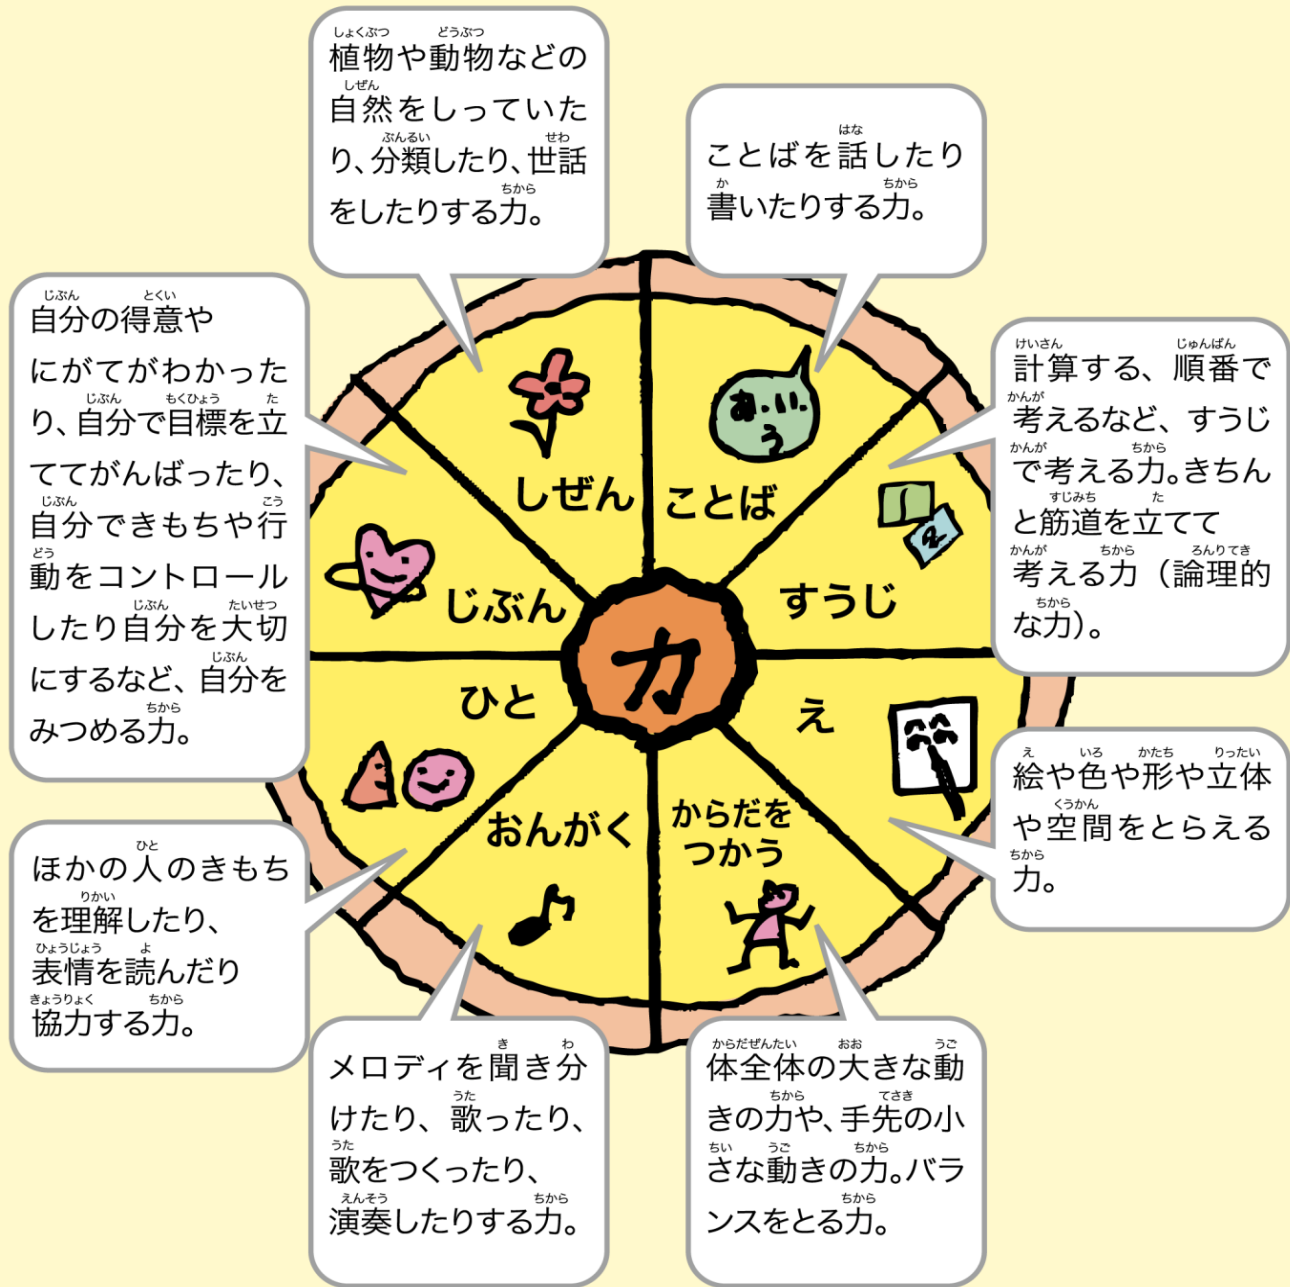 植物や動物などの
自然をしっていた
り、分類したり、世話
をしたりする力。
ことばを話したり
書いたりする力。
自分の得意や
にがてがわかった
り、自分で目標を立
ててがんばったり、
自分できもちや行
動をコントロール
したり自分を大切
にするなど、自分を
みつめる力。
計算する、順番で
考えるなど、すうじ
で考える力。きちん
と筋道を立てて
考える力（論理的
な力）。
しぜん
あ.い.
う
ことば
じぶん
すうじ
力
ひと
え
おんがく
からだを
つかう
絵や色や形や立体
や空間をとらえる
力。
ほかの人のきもち
を理解したり、
表情を読んだり
協力する力。
メロディを聞き分
けたり、歌ったり、
歌をつくったり、
演奏したりする力。
体全体の大きな動
きの力や、手先の小
さな動きの力。バラ
ンスをとる力。